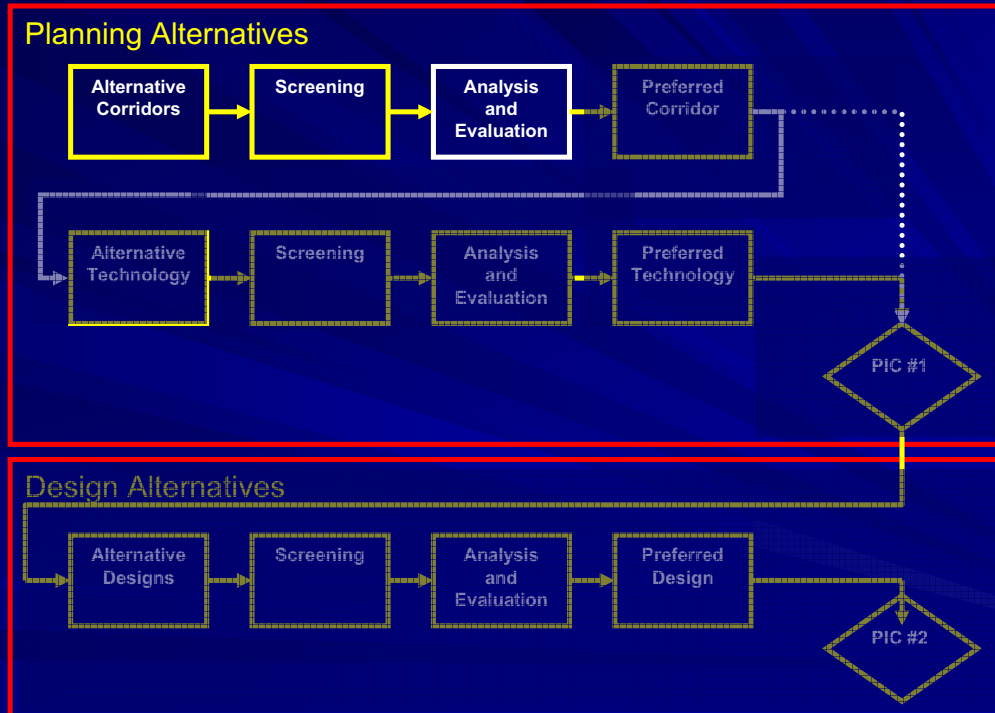 Planning Alternatives
Alternative
Corridors
Screening
Analysis
and
Evaluation
Preferred
Corridor
Alternative
Technology
Screening
Analysis
and
Evaluation
Preferred
Technology
PIC #1
Design Alternatives
Alternative
Designs
Screening
Analysis
and
Evaluation
Preferred
Design
PIC #2